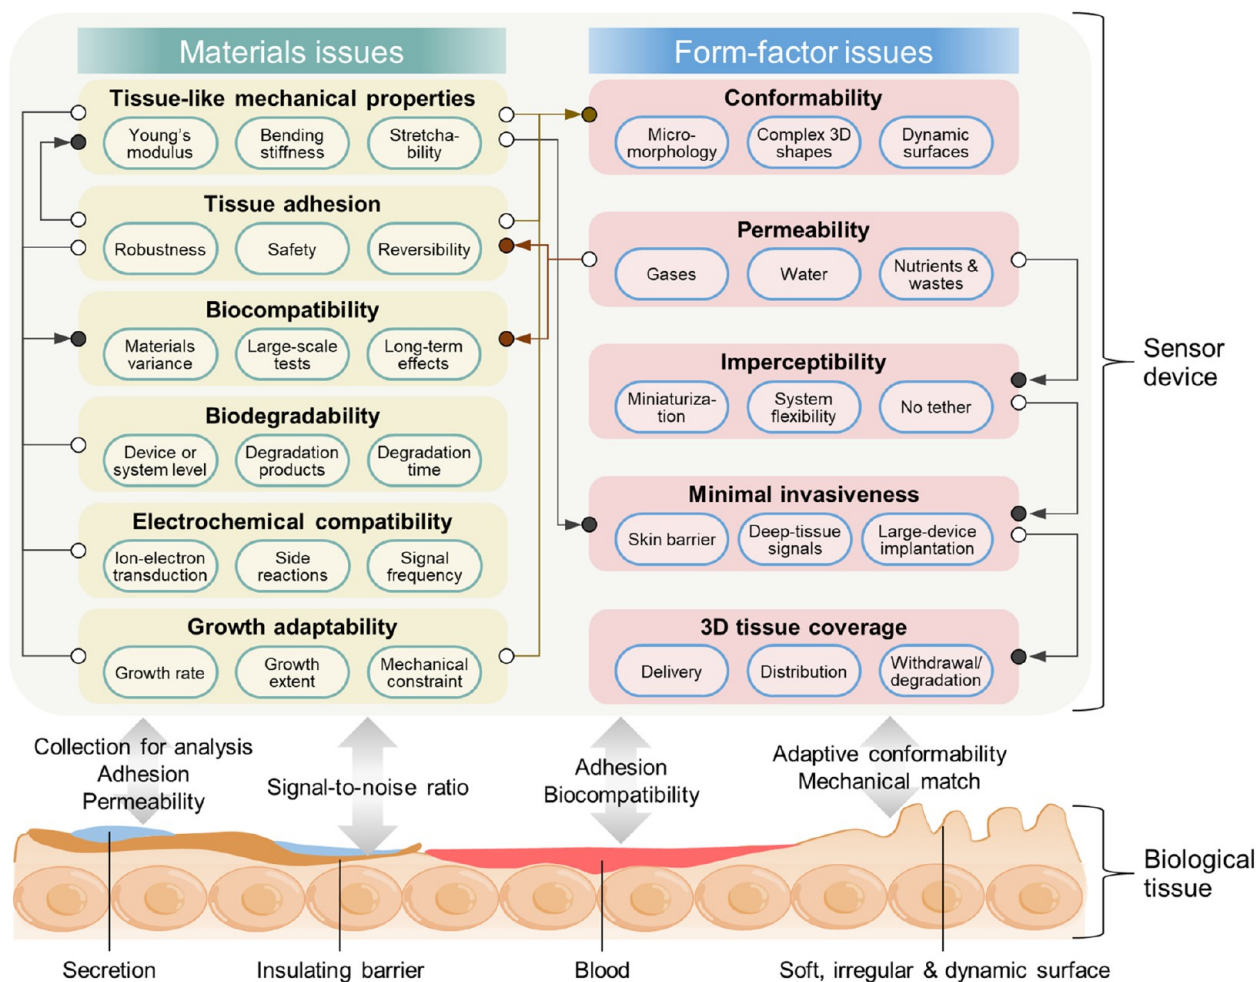 Materials issues
Tissue-like mechanical properties
Young's
modulus
Bending
stiffness
Stretcha-
bility
Tissue adhesion
Robustness
Safety
Reversibility
Biocompatibility
Materials
variance
Large-scale
tests
Long-term
effects
Biodegradability
Device or
system level
Degradation
products
Degradation
time
Electrochemical compatibility
Ion-electron
transduction
Side
reactions
Signal
frequency
Growth adaptability
Growth rate
Growth
extent
Mechanical
constraint
Form-factor issues
Conformability
Micro-
morphology
Complex 3D
shapes
Dynamic
surfaces
Permeability
Gases
Water
Nutrients &
wastes
Imperceptibility
Miniaturiza-
tion
System
flexibility
No tether
Minimal invasiveness
Skin barrier
Deep-tissue
signals
Large-device
implantation
3D tissue coverage
Delivery
Distribution
Withdrawal/
degradation
Sensor
device
Collection for analysis
Adhesion
Permeability
Signal-to-noise ratio
Adhesion
Biocompatibility
Adaptive conformability
Mechanical match
Biological
tissue
Secretion
Insulating barrier
Blood
Soft, irregular & dynamic surface